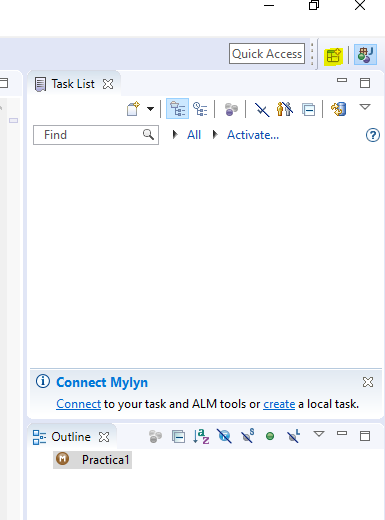 Quick Access
Task List
Find
All
Activate...
Connect Mylyn
Connect to your task and ALM tools or create a local task.
Outline
Practica1